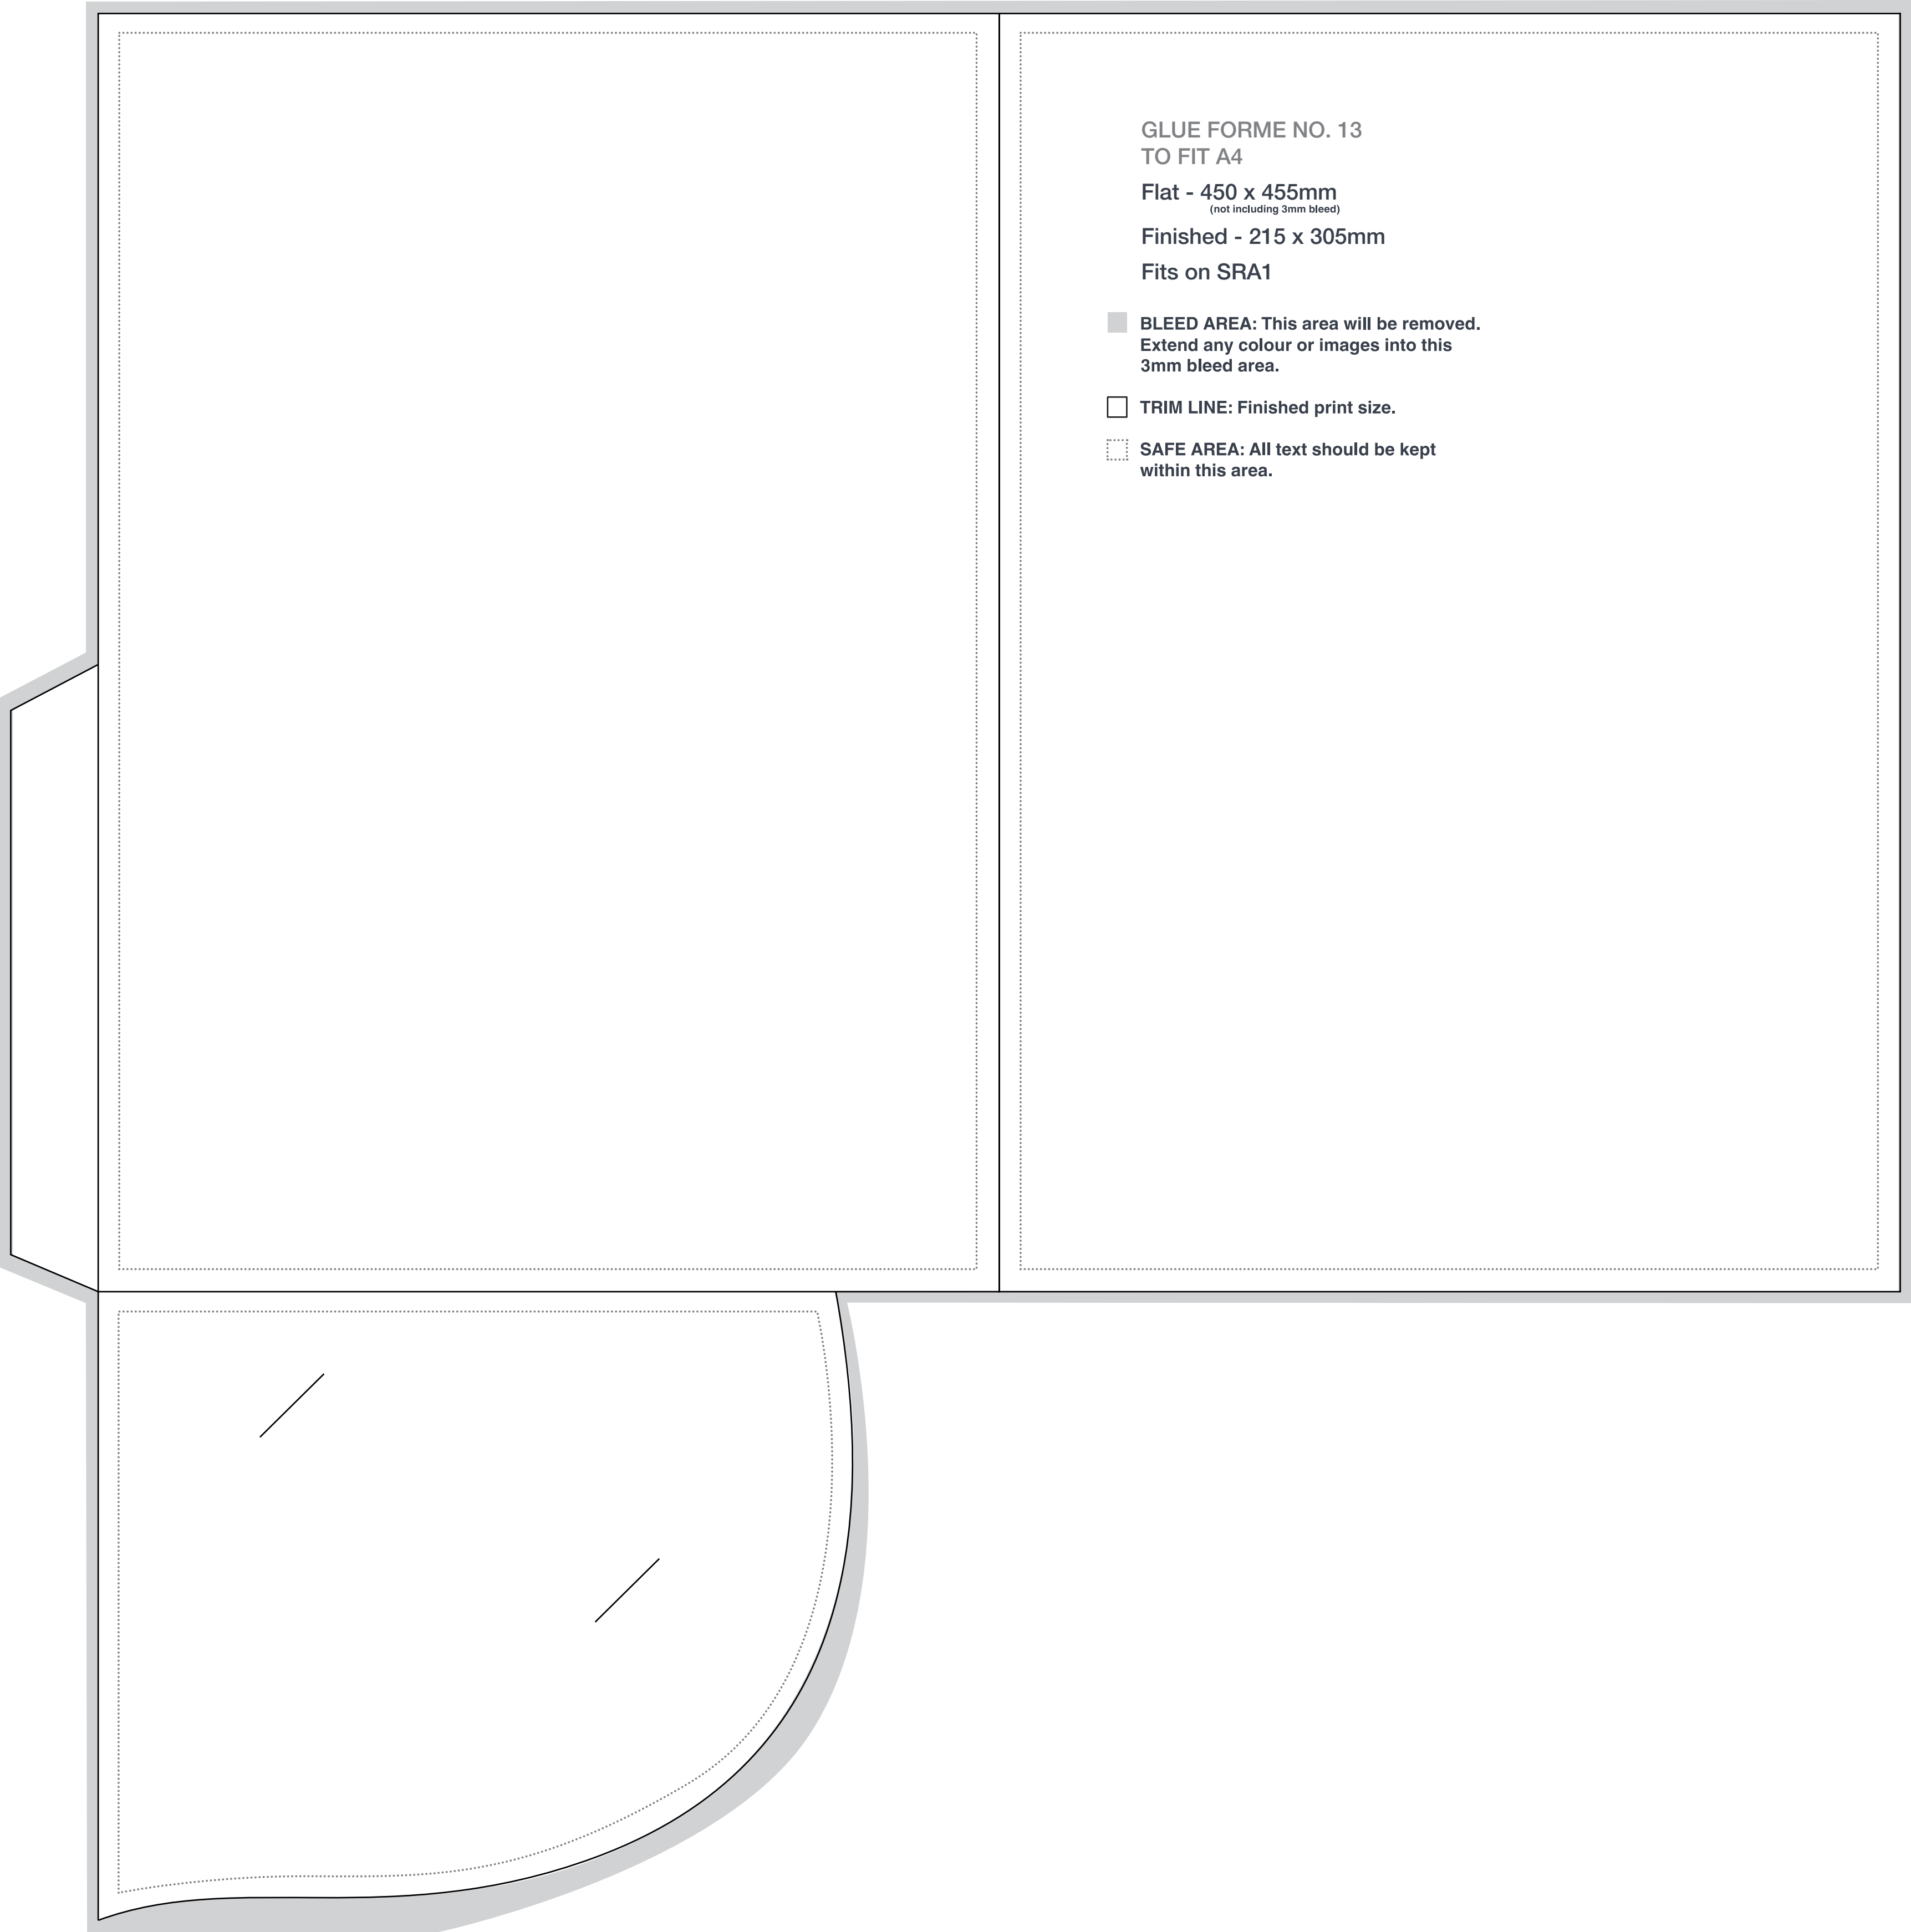 GLUE FORME NO. 13
TO FIT A4
Flat - 450 x 455mm
(not including 3mm bleed)
Finished - 215 x 305mm
Fits on SRA1
BLEED AREA: This area will be removed.
Extend any colour or images into this
3mm bleed area.
TRIM LINE: Finished print size.
SAFE AREA: All text should be kept
within this area.